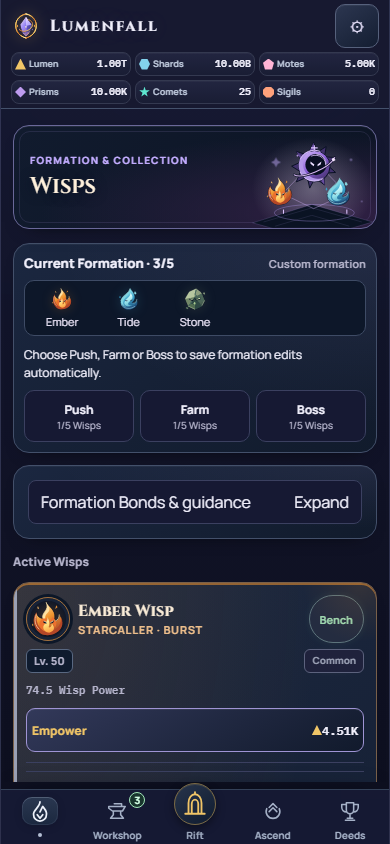 LUMENFALL
Lumen 1.00T Shards 10.00B Motes 5.00K
Prisms 10.00K Comets 25 Sigils 0
FORMATION & COLLECTION
WISPS
Current Formation · 3/5 Custom formation
Ember Tide Stone
Choose Push, Farm or Boss to save formation edits
automatically.
Push Farm Boss
1/5 Wisps 1/5 Wisps 1/5 Wisps
Formation Bonds & guidance Expand
Active Wisps
EMBER WISP
STARCALLER · BURST
Bench
Lv. 50 Common
74.5 Wisp Power
Empower 4.51K
3
Workshop Rift Ascend Deeds